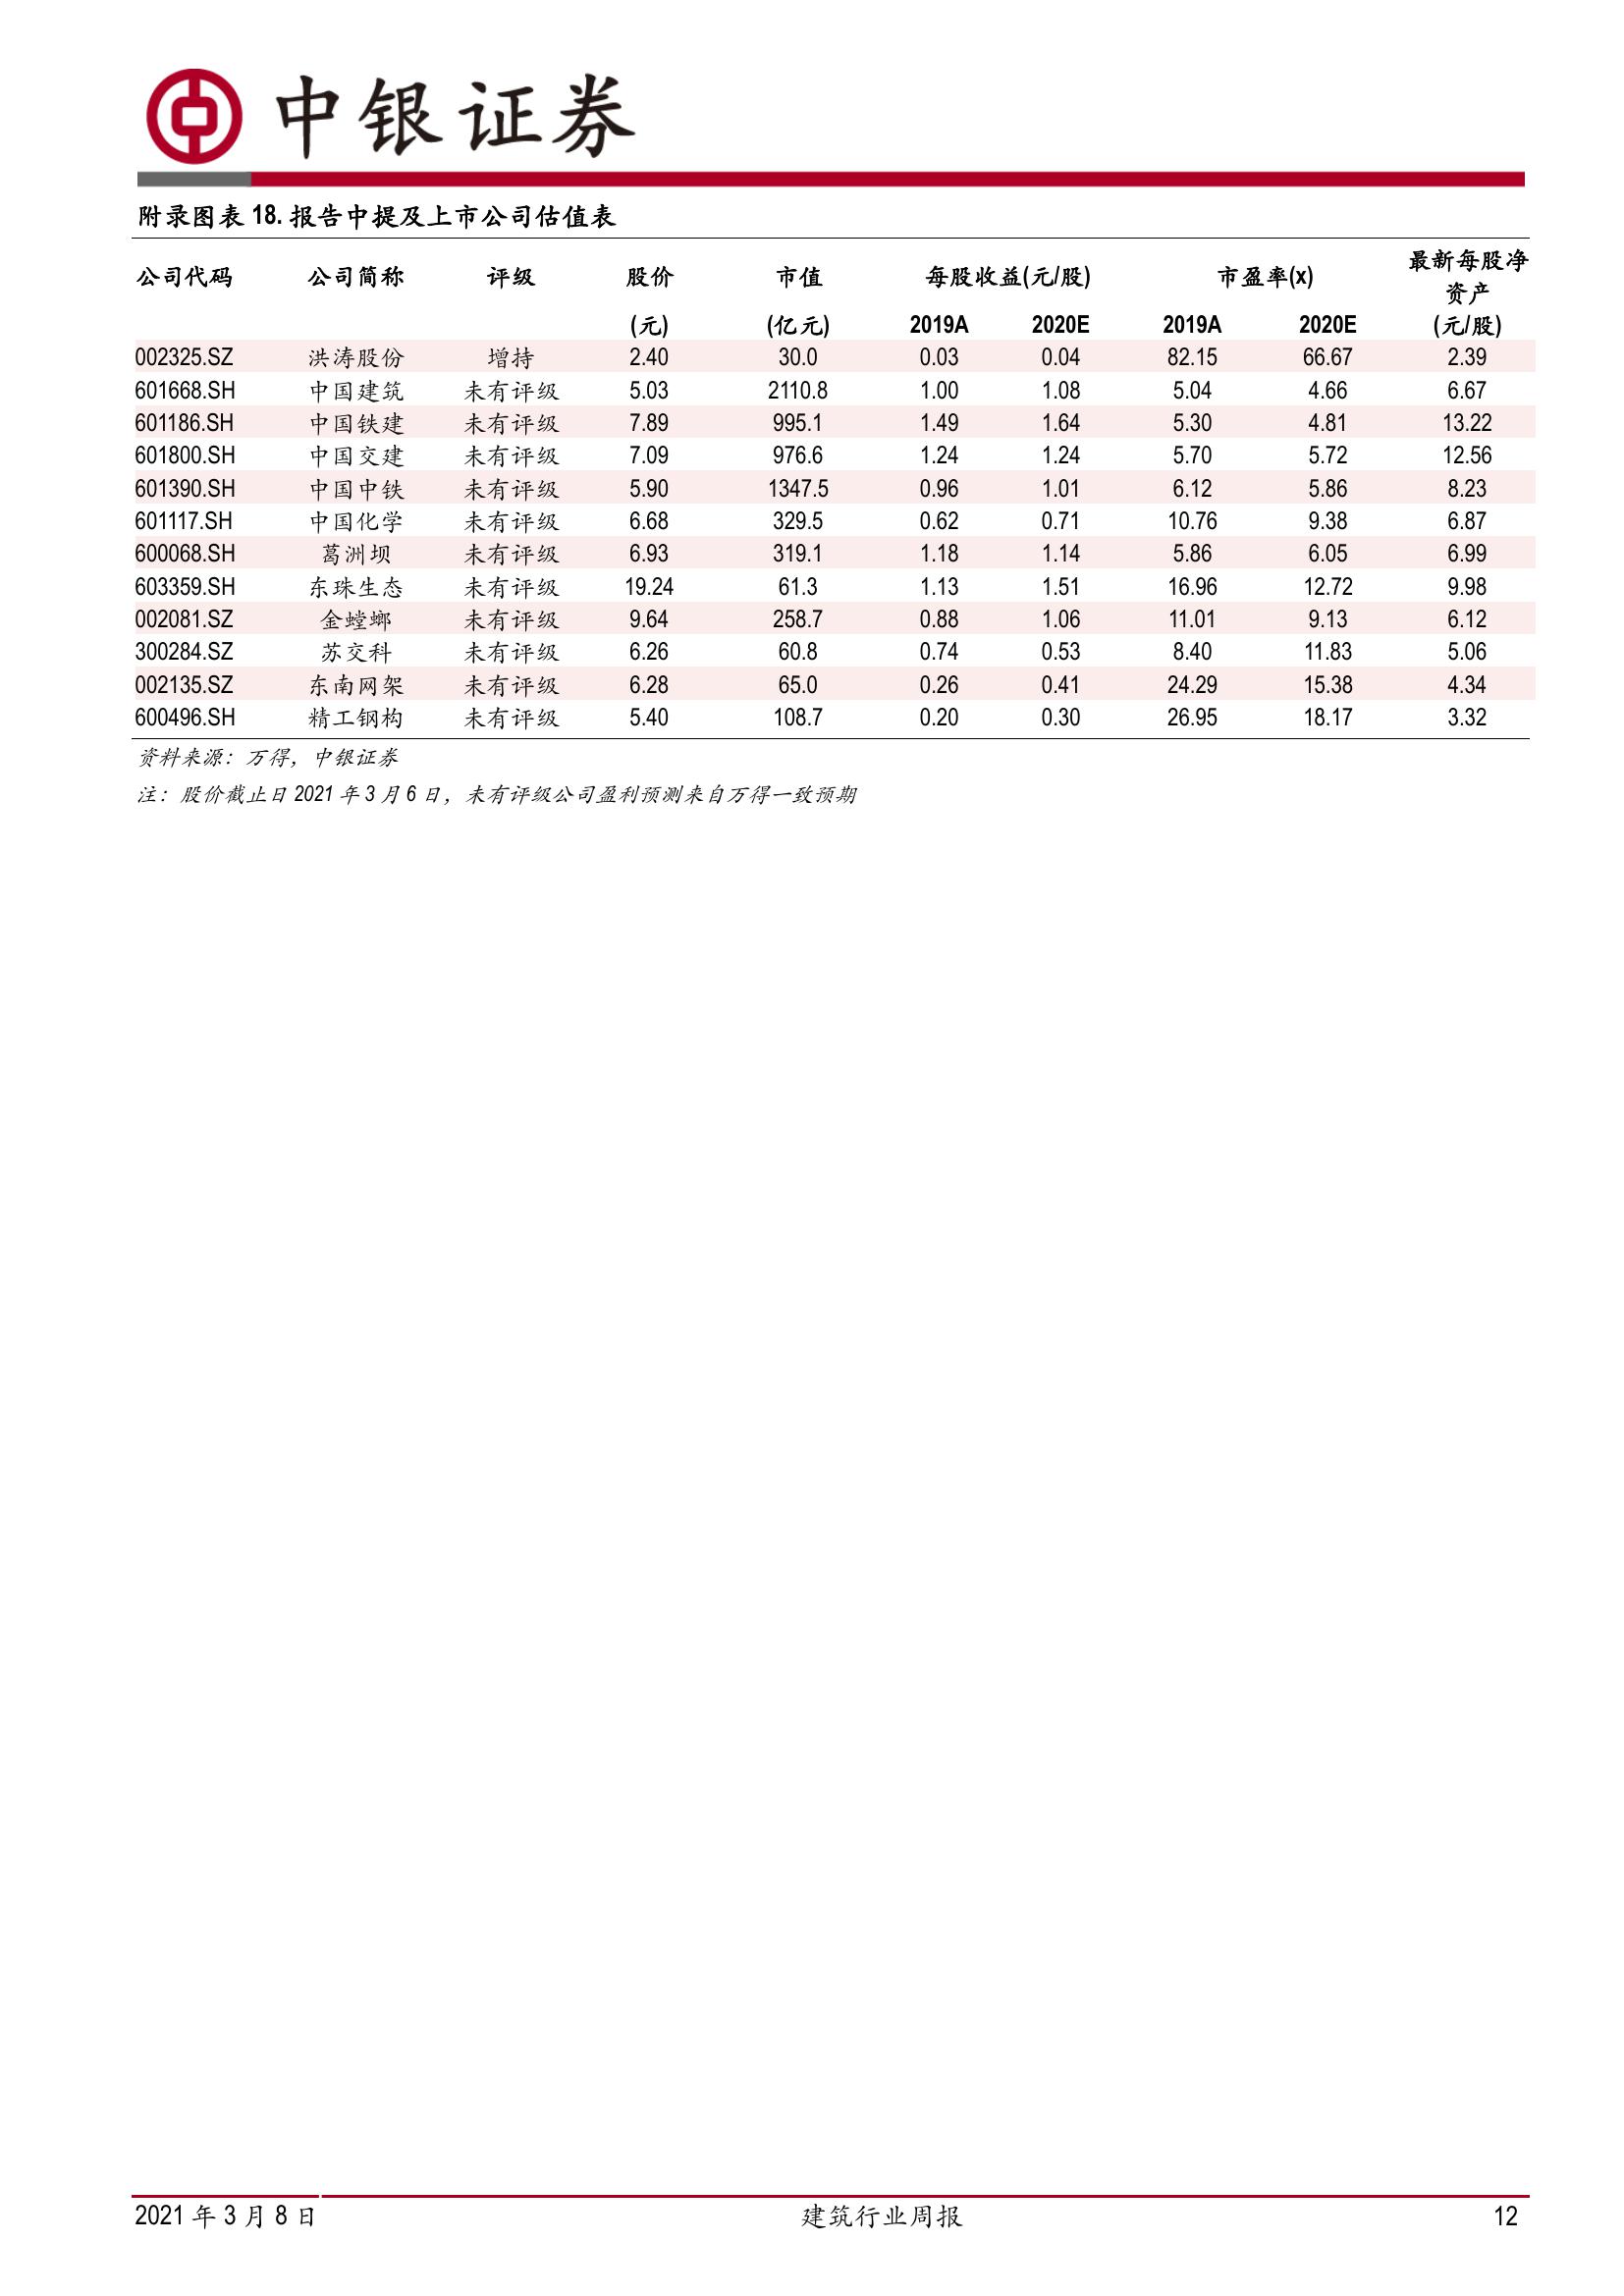 中银证券
附录图表 18. 报告中提及上市公司估值表
公司代码 公司简称 评级 股价 市值 每股收益(元/股) 市盈率(x) 最新每股净资产
(元) (亿元) 2019A 2020E 2019A 2020E (元/股)
002325.SZ 洪涛股份 增持 2.40 30.0 0.03 0.04 82.15 66.67 2.39
601668.SH 中国建筑 未有评级 5.03 2110.8 1.00 1.08 5.04 4.66 6.67
601186.SH 中国铁建 未有评级 7.89 995.1 1.49 1.64 5.30 4.81 13.22
601800.SH 中国交建 未有评级 7.09 976.6 1.24 1.24 5.70 5.72 12.56
601390.SH 中国中铁 未有评级 5.90 1347.5 0.96 1.01 6.12 5.86 8.23
601117.SH 中国化学 未有评级 6.68 329.5 0.62 0.71 10.76 9.38 6.87
600068.SH 葛洲坝 未有评级 6.93 319.1 1.18 1.14 5.86 6.05 6.99
603359.SH 东珠生态 未有评级 19.24 61.3 1.13 1.51 16.96 12.72 9.98
002081.SZ 金螳螂 未有评级 9.64 258.7 0.88 1.06 11.01 9.13 6.12
300284.SZ 苏交科 未有评级 6.26 60.8 0.74 0.53 8.40 11.83 5.06
002135.SZ 东南网架 未有评级 6.28 65.0 0.26 0.41 24.29 15.38 4.34
600496.SH 精工钢构 未有评级 5.40 108.7 0.20 0.30 26.95 18.17 3.32
资料来源：万得，中银证券
注：股价截止日 2021 年 3 月 6 日，未有评级公司盈利预测来自万得一致预期
2021 年 3 月 8 日 建筑行业周报 12